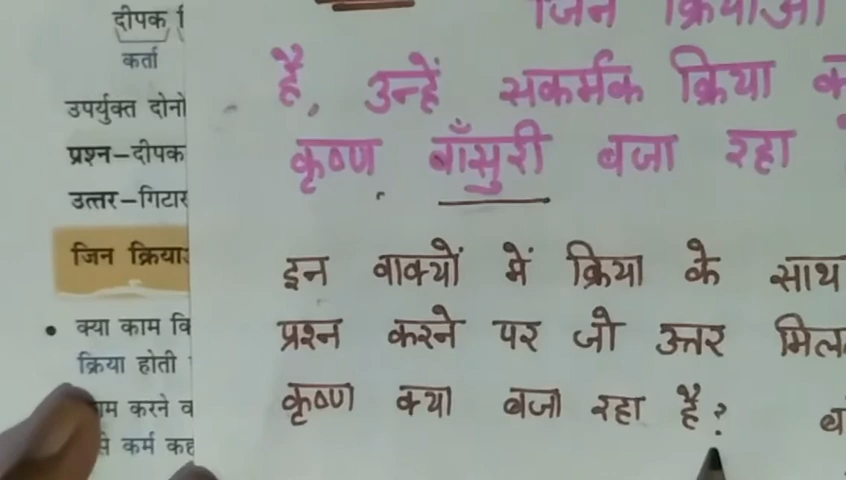 दीपक
कर्ता
उपर्युक्त दोनों
प्रश्न–दीपक
उत्तर–गिटार
जिन क्रिया
• क्या काम
क्रिया होती
काम करने
कर्म
जिन क्रियाओं
है, उन्हें सकर्मक क्रिया
कृष्ण बाँसुरी बजा रहा
इन वाक्यों में क्रिया के साथ
प्रश्न करने पर जो उत्तर
कृष्ण क्या बजा रहा है?